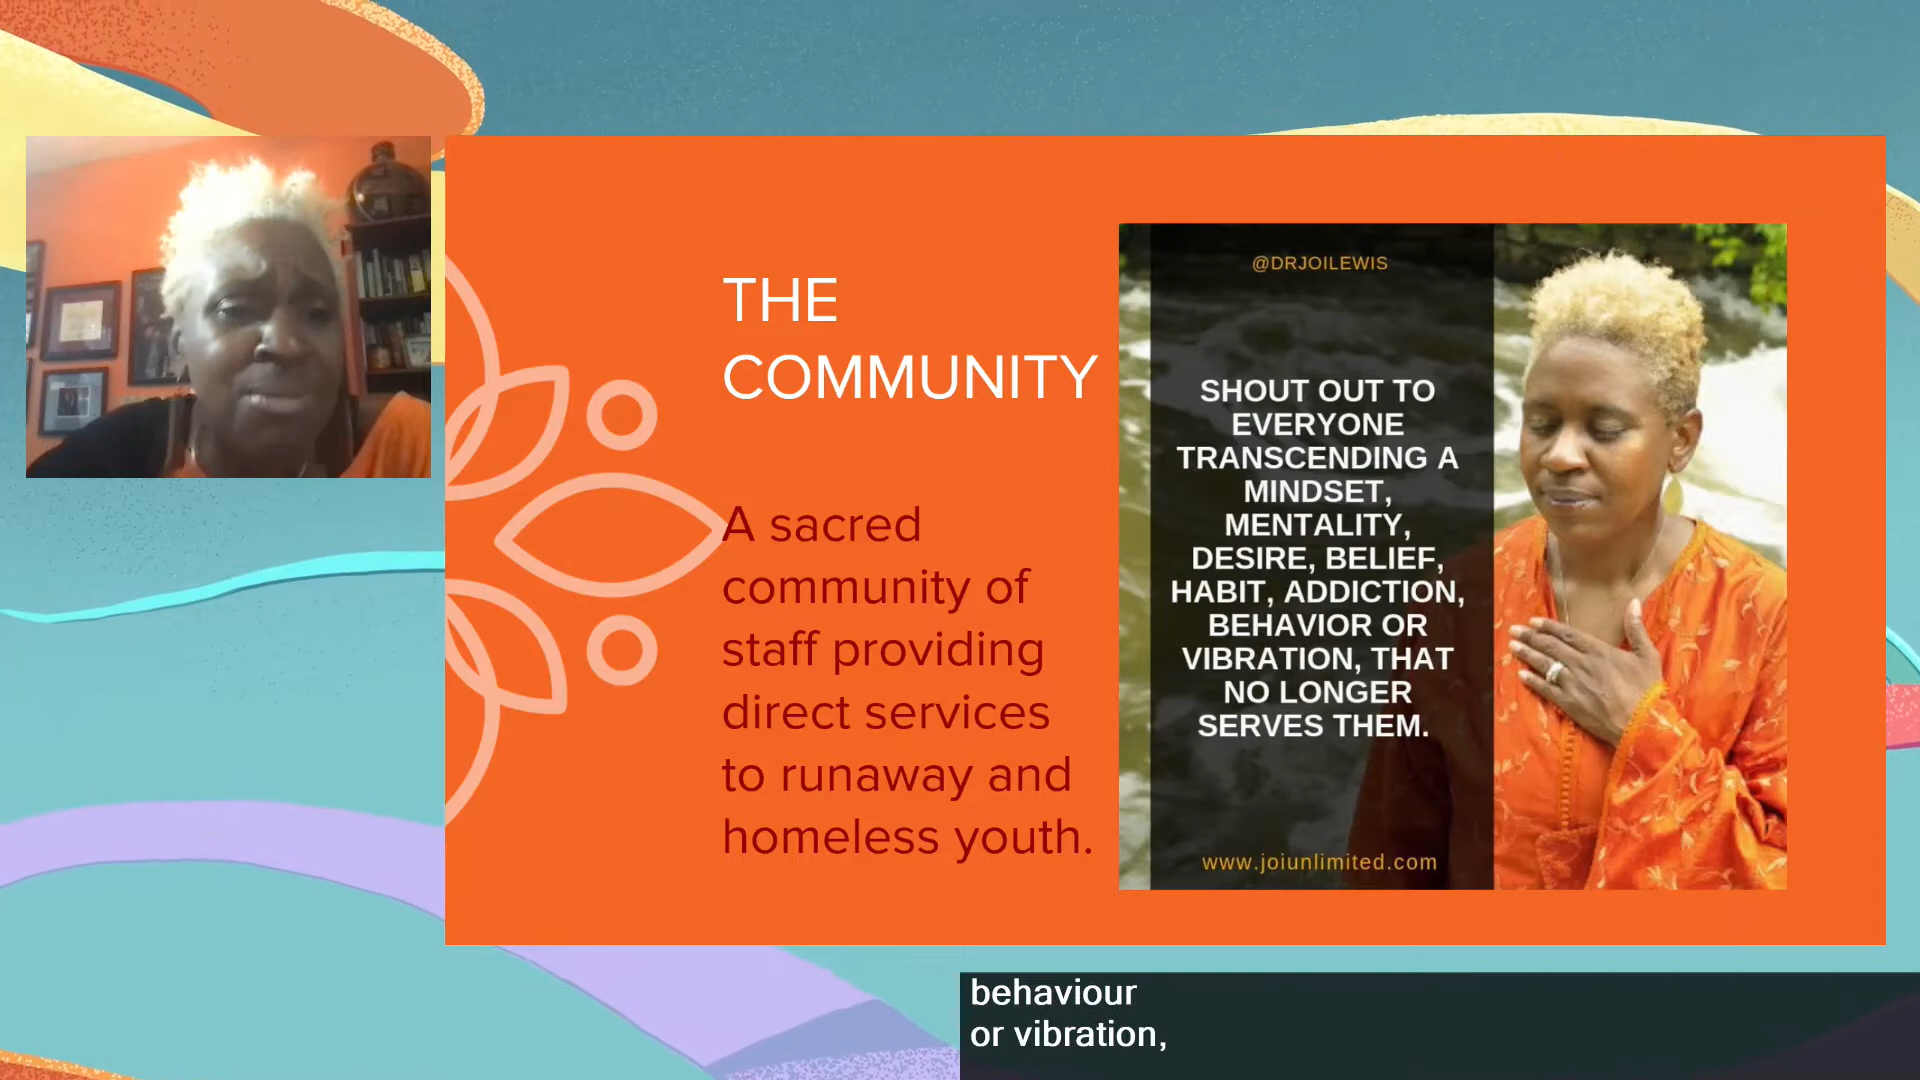 THE
COMMUNITY
A sacred
community of
staff providing
direct services
to runaway and
homeless youth.
@DRJOILEWIS
SHOUT OUT TO
EVERYONE
TRANSCENDING A
MINDSET,
MENTALITY,
DESIRE, BELIEF,
HABIT, ADDICTION,
BEHAVIOR OR
VIBRATION, THAT
NO LONGER
SERVES THEM.
www.joiunlimited.com
behaviour
or vibration,